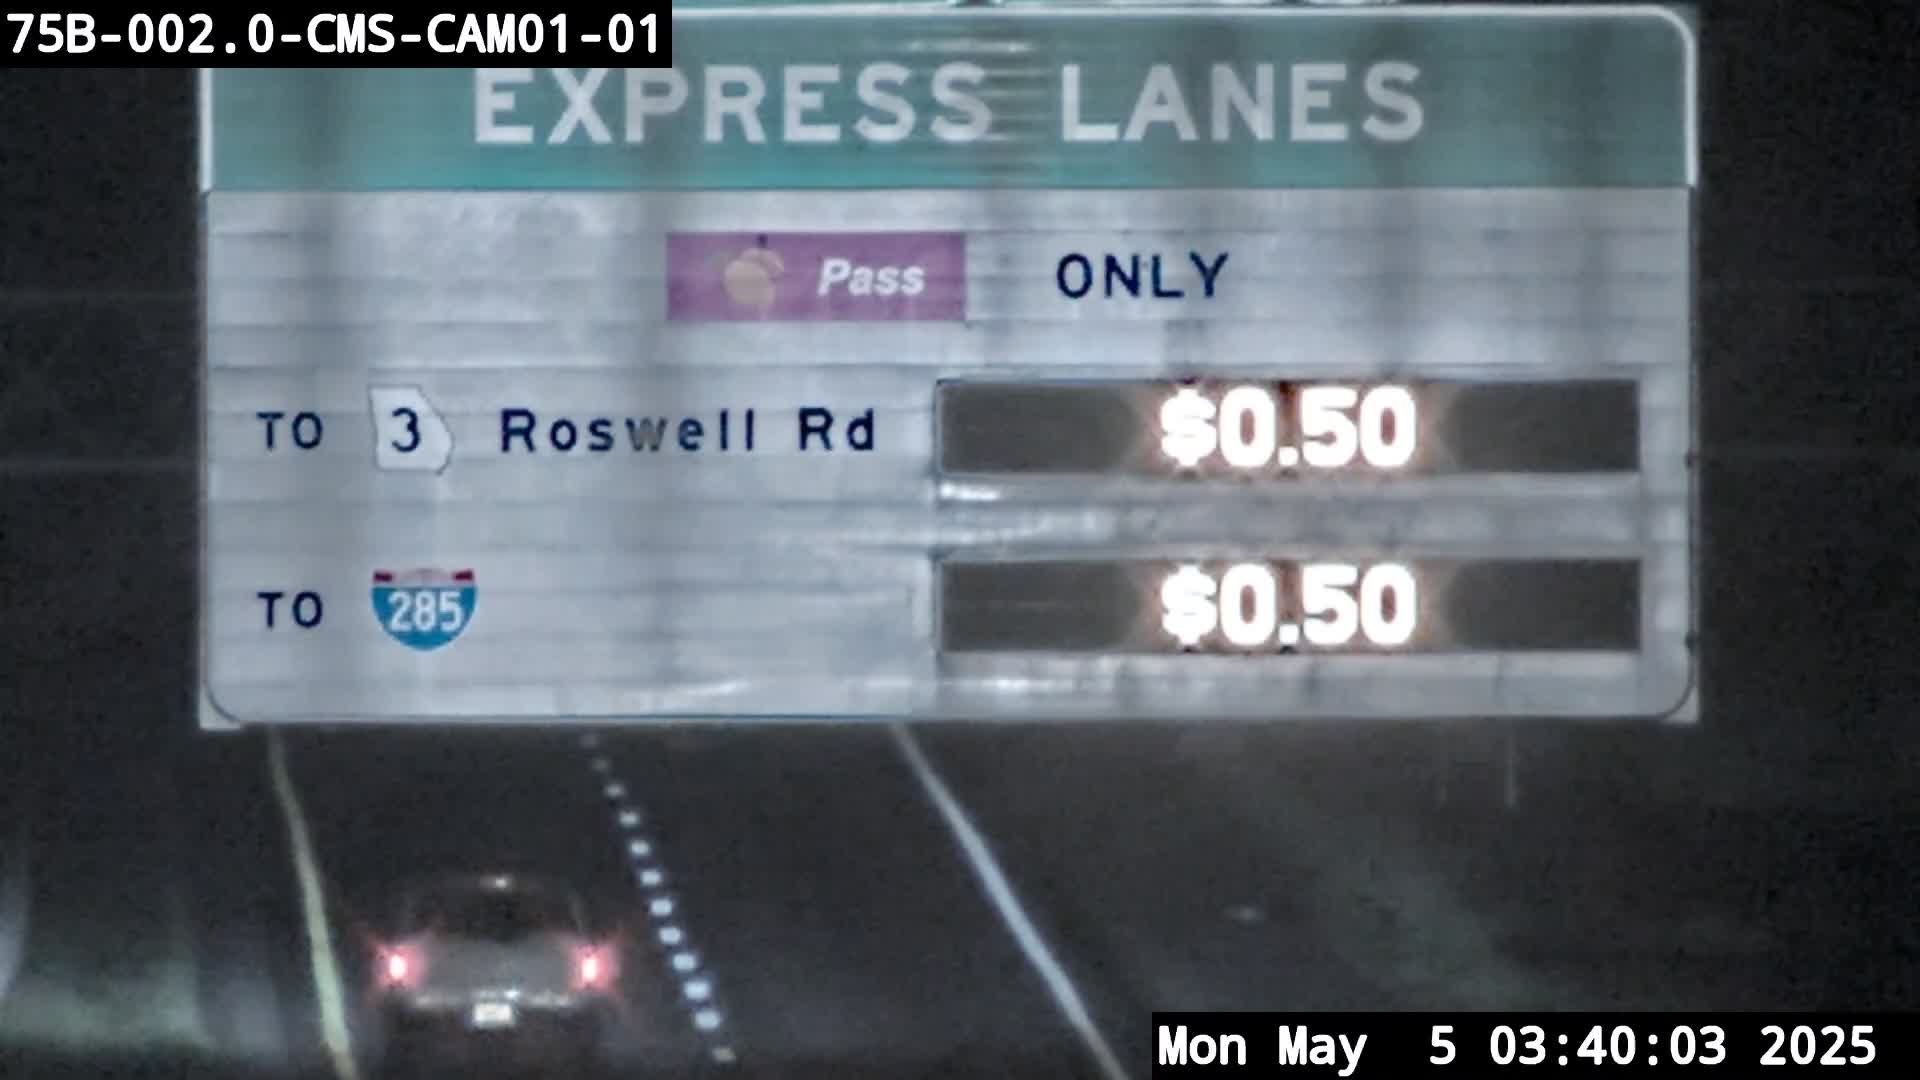 75B-002.0-CMS-CAM01-01
EXPRESS LANES
Pass ONLY
TO 3 Roswell Rd $0.50
TO 285 $0.50
Mon May 5 03:40:03 2025